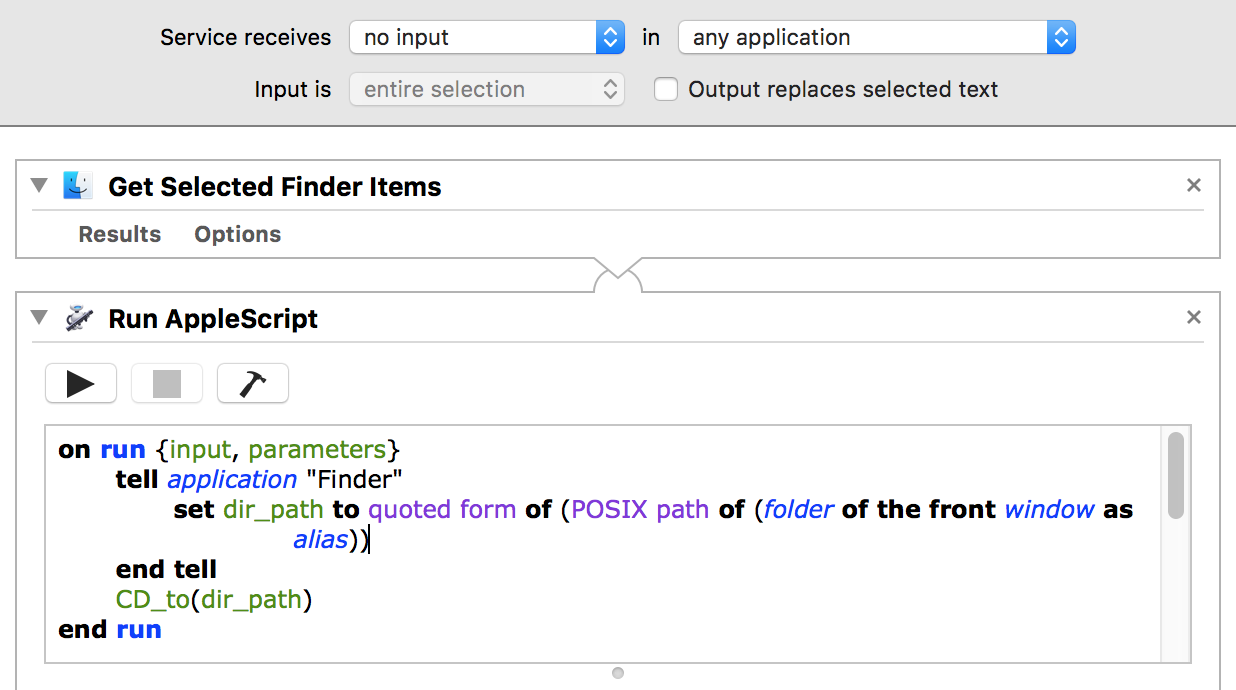 Service receives no input in any application
Input is entire selection Output replaces selected text
Get Selected Finder Items
Results Options
Run AppleScript
on run {input, parameters}
tell application "Finder"
set dir_path to quoted form of (POSIX path of (folder of the front window as
alias))
end tell
CD_to(dir_path)
end run